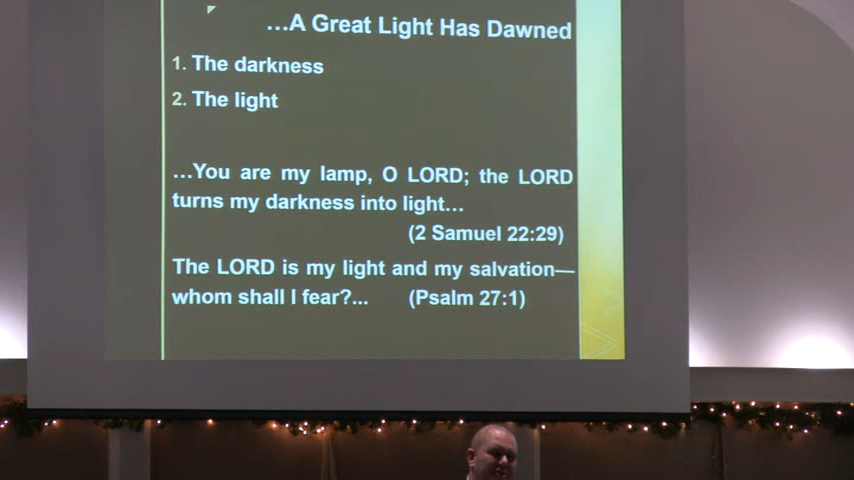 ...A Great Light Has Dawned
1. The darkness
2. The light
...You are my lamp, O LORD; the LORD
turns my darkness into light...
(2 Samuel 22:29)
The LORD is my light and my salvation—
whom shall I fear?... (Psalm 27:1)